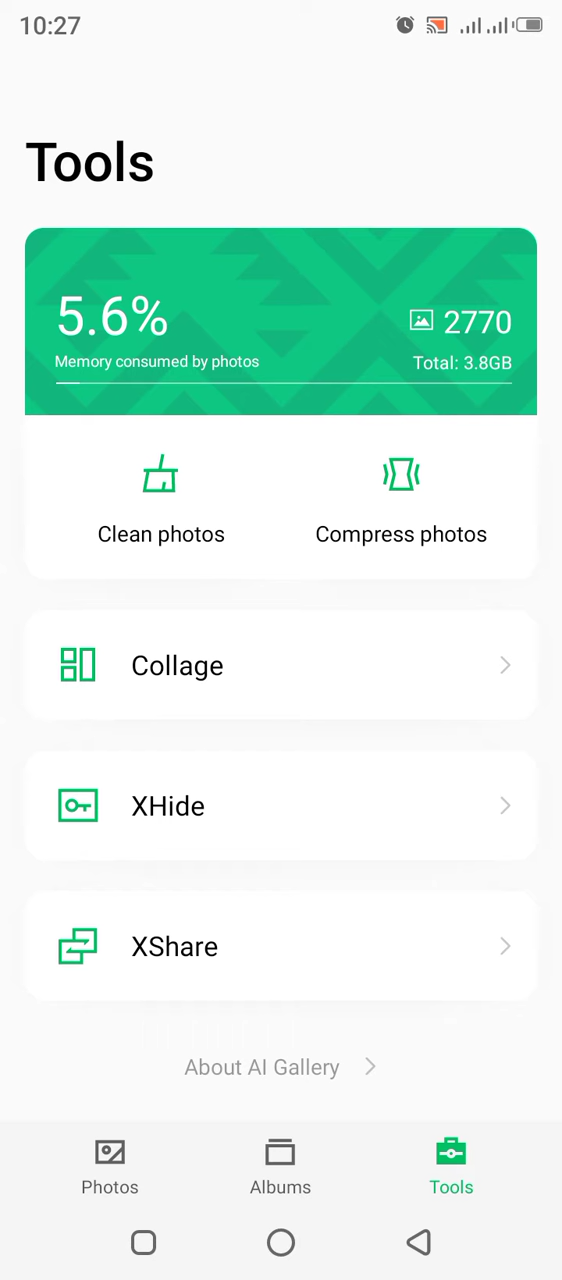 10:27
Tools
5.6%
2770
Memory consumed by photos
Total: 3.8GB
Clean photos
Compress photos
Collage
XHide
XShare
About AI Gallery
Photos
Albums
Tools